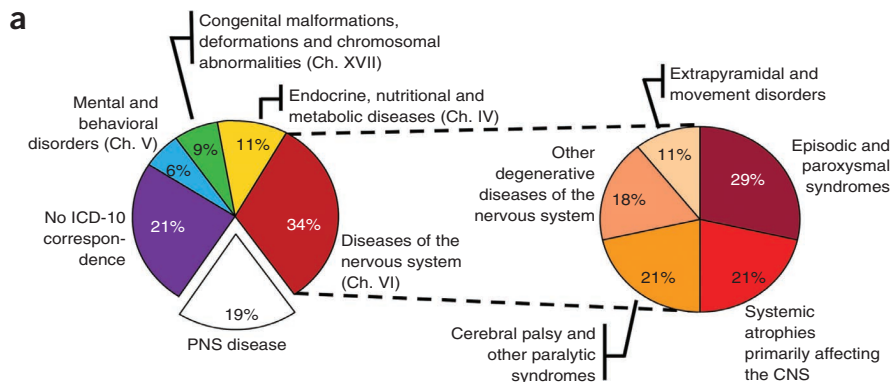 a
Congenital malformations,
deformations and chromosomal
abnormalities (Ch. XVII)
Endocrine, nutritional and
metabolic diseases (Ch. IV)
Mental and
behavioral
disorders (Ch. V)
No ICD-10
correspon-
dence
11%
9%
6%
21%
34%
19%
Diseases of the
nervous system
(Ch. VI)
PNS disease
Extrapyramidal and
movement disorders
Other
degenerative
diseases of the
nervous system
Episodic and
paroxysmal
syndromes
11%
29%
18%
21%
21%
Cerebral palsy and
other paralytic
syndromes
Systemic
atrophies
primarily affecting
the CNS